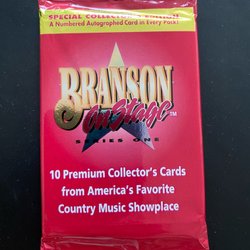 SPECIAL COLLECTOR'S EDITION
A Numbered Autographed Card in Every Pack!
BRANSON
On Stage™
SERIES ONE
10 Premium Collector's Cards
from America's Favorite
Country Music Showplace